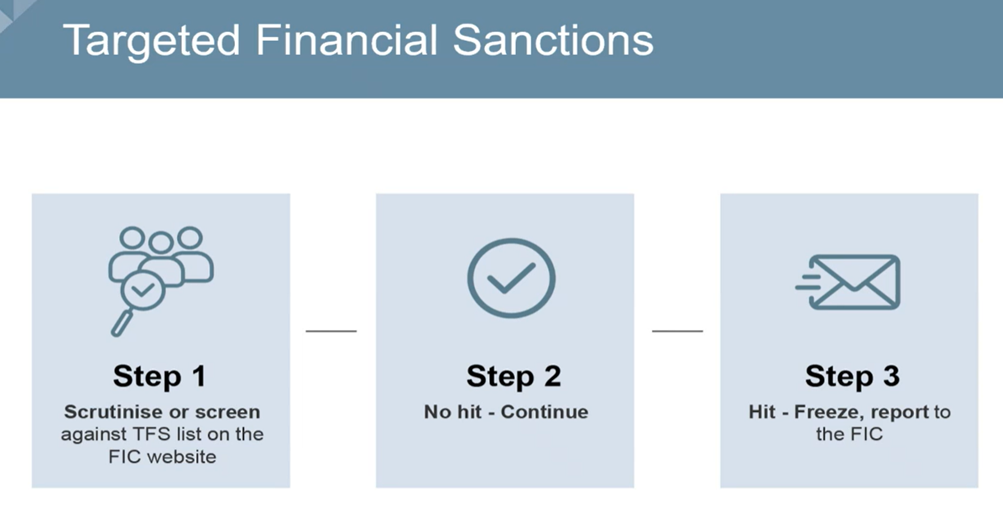 Targeted Financial Sanctions
Step 1
Scrutinise or screen
against TFS list on the
FIC website
Step 2
No hit - Continue
Step 3
Hit - Freeze, report to
the FIC